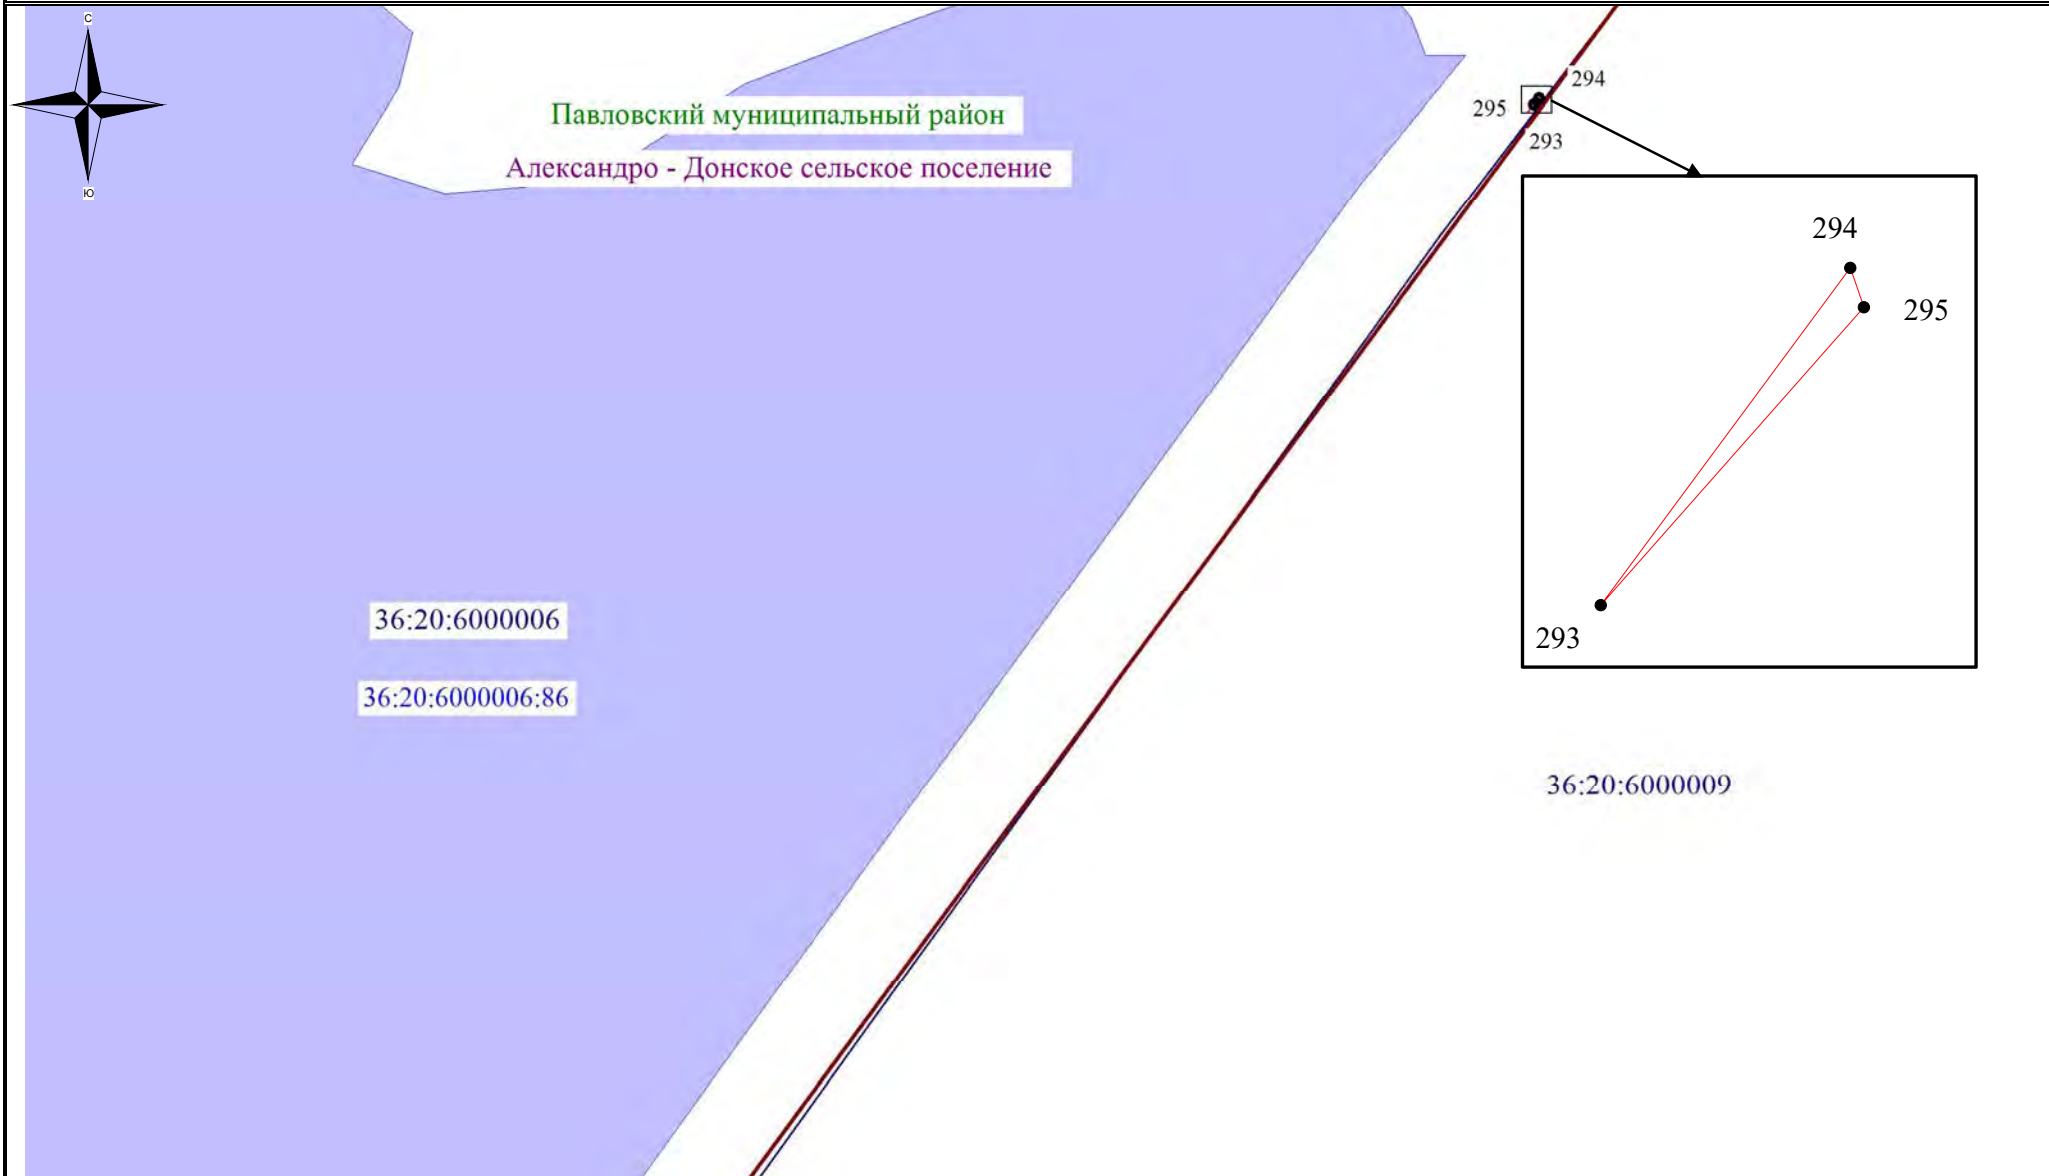 С
Ю
Павловский муниципальный район
Александро - Донское сельское поселение
294
295
293
294
295
293
36:20:6000006
36:20:6000006:86
36:20:6000009